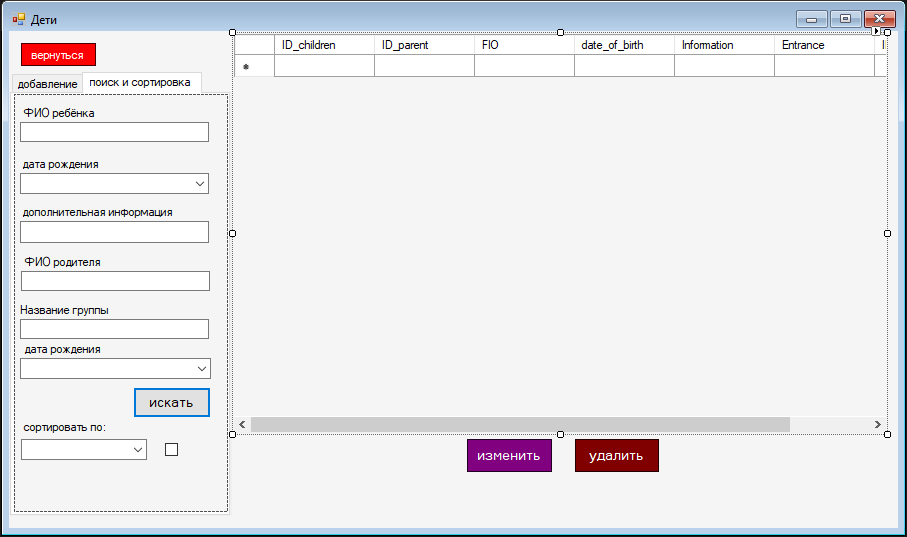 Дети
вернуться
добавление
поиск и сортировка
ФИО ребёнка
дата рождения
дополнительная информация
ФИО родителя
Название группы
дата рождения
искать
сортировать по:
ID_children ID_parent FIO date_of_birth Information Entrance
изменить
удалить